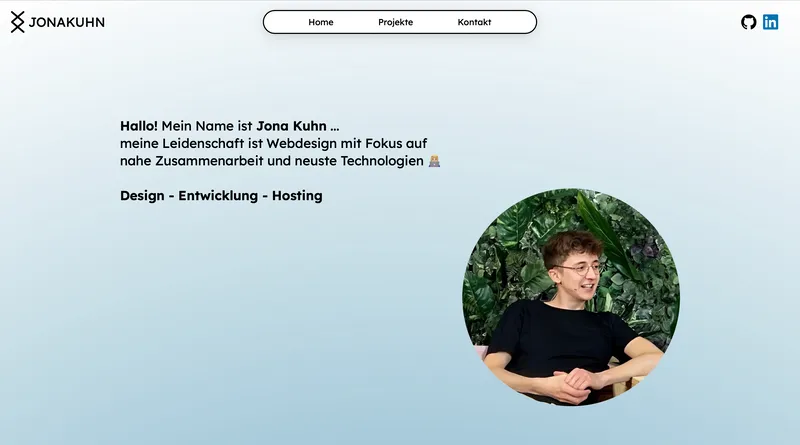 JONAKUHN
Home
Projekte
Kontakt
Hallo! Mein Name ist Jona Kuhn ...
meine Leidenschaft ist Webdesign mit Fokus auf
nahe Zusammenarbeit und neuste Technologien 👨🏼‍💻
Design - Entwicklung - Hosting